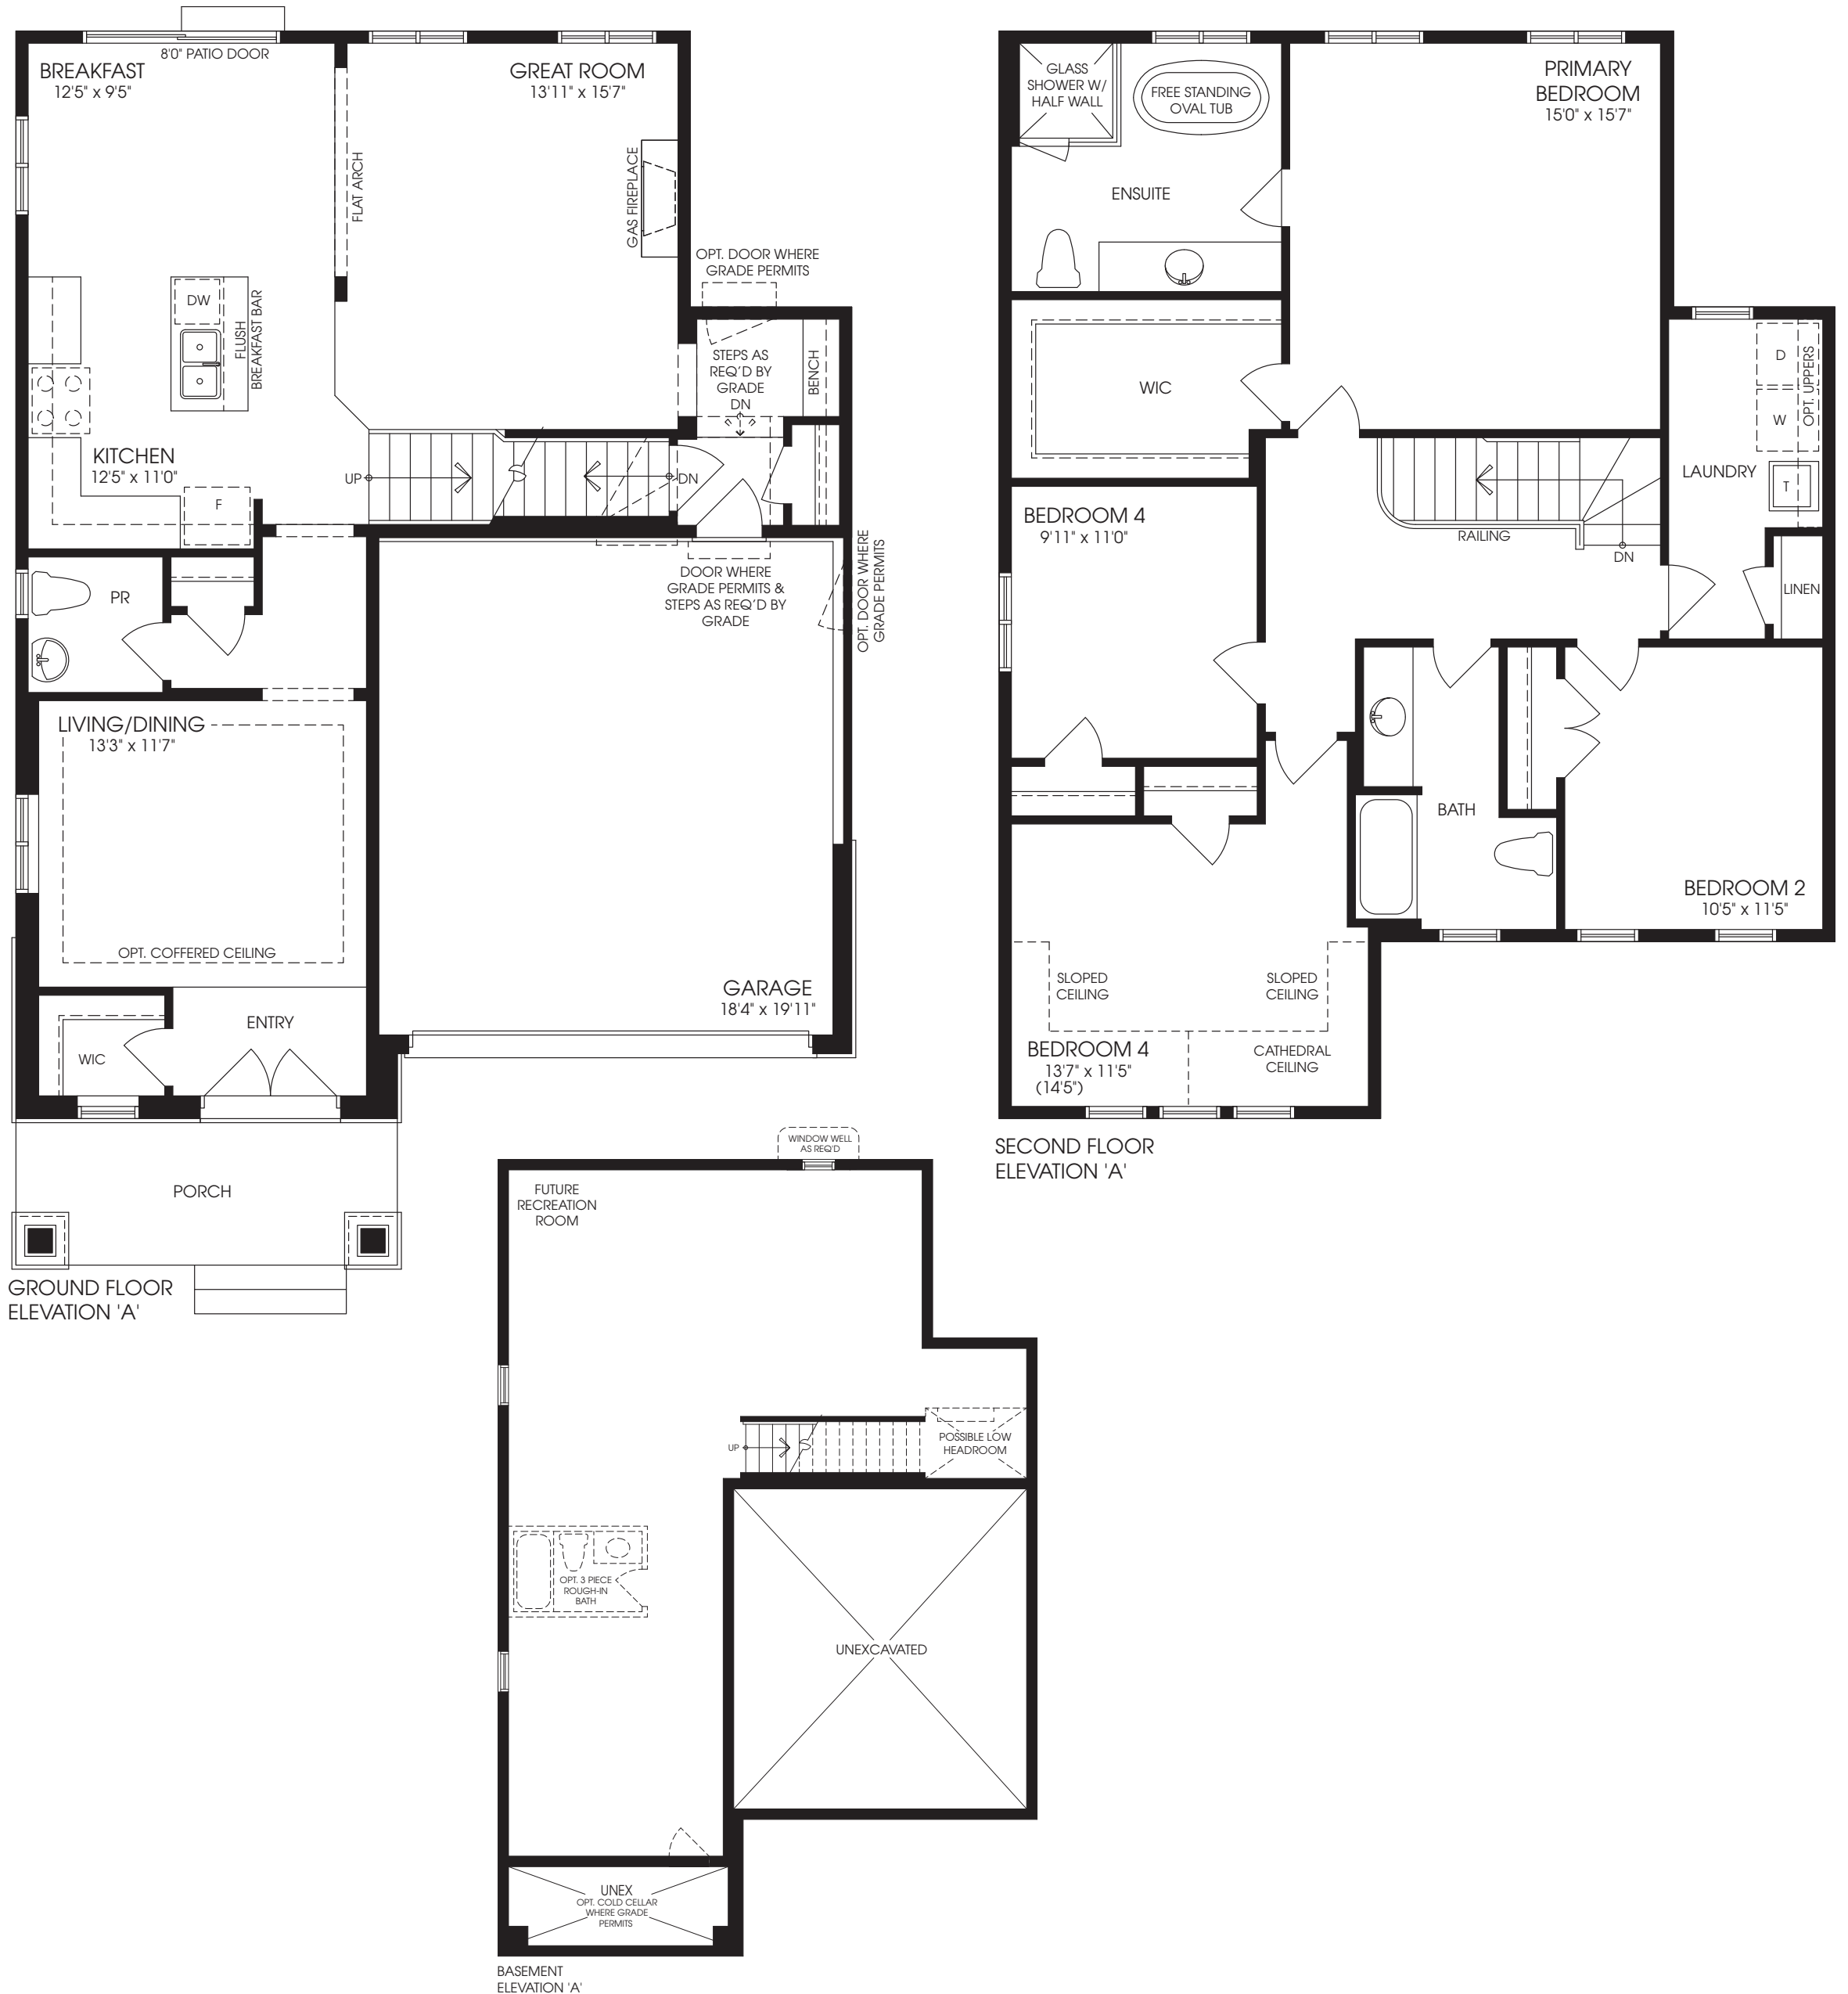 8'0" PATIO DOOR
BREAKFAST
12'5" x 9'5"
GREAT ROOM
13'11" x 15'7"
FLAT ARCH
GAS FIREPLACE
OPT. DOOR WHERE
GRADE PERMITS
DW
FLUSH
BREAKFAST BAR
STEPS AS
REQ'D BY
GRADE
DN
BENCH
KITCHEN
12'5" x 11'0"
F
UP
DN
PR
DOOR WHERE
GRADE PERMITS &
STEPS AS REQ'D BY
GRADE
OPT. DOOR WHERE
GRADE PERMITS
LIVING/DINING
13'3" x 11'7"
OPT. COFFERED CEILING
GARAGE
18'4" x 19'11"
ENTRY
WIC
PORCH
GROUND FLOOR
ELEVATION 'A'
GLASS
SHOWER W/
HALF WALL
FREE STANDING
OVAL TUB
PRIMARY
BEDROOM
15'0" x 15'7"
ENSUITE
WIC
D
W
OPT. UPPERS
T
LAUNDRY
BEDROOM 4
9'11" x 11'0"
RAILING
DN
LINEN
BATH
BEDROOM 2
10'5" x 11'5"
SLOPED
CEILING
SLOPED
CEILING
BEDROOM 4
13'7" x 11'5"
(14'5")
CATHEDRAL
CEILING
SECOND FLOOR
ELEVATION 'A'
WINDOW WELL
AS REQ'D
FUTURE
RECREATION
ROOM
UP
POSSIBLE LOW
HEADROOM
OPT. 3 PIECE
ROUGH-IN
BATH
UNEXCAVATED
UNEX
OPT. COLD CELLAR
WHERE GRADE
PERMITS
BASEMENT
ELEVATION 'A'